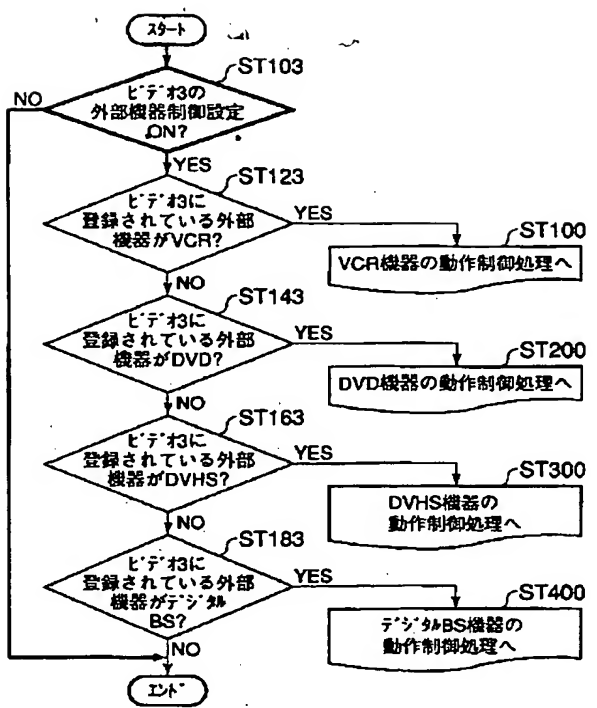 スタート
ST103
NO
ビデオ3の
外部機器制御設定
ON?
YES
ST123
ビデオ3に
登録されている外部
機器がVCR?
YES
ST100
VCR機器の動作制御処理へ
NO
ST143
ビデオ3に
登録されている外部
機器がDVD?
YES
ST200
DVD機器の動作制御処理へ
NO
ST163
ビデオ3に
登録されている外部
機器がDVHS?
YES
ST300
DVHS機器の
動作制御処理へ
NO
ST183
ビデオ3に
登録されている外部
機器がデジタル
BS?
YES
ST400
デジタルBS機器の
動作制御処理へ
NO
エンド